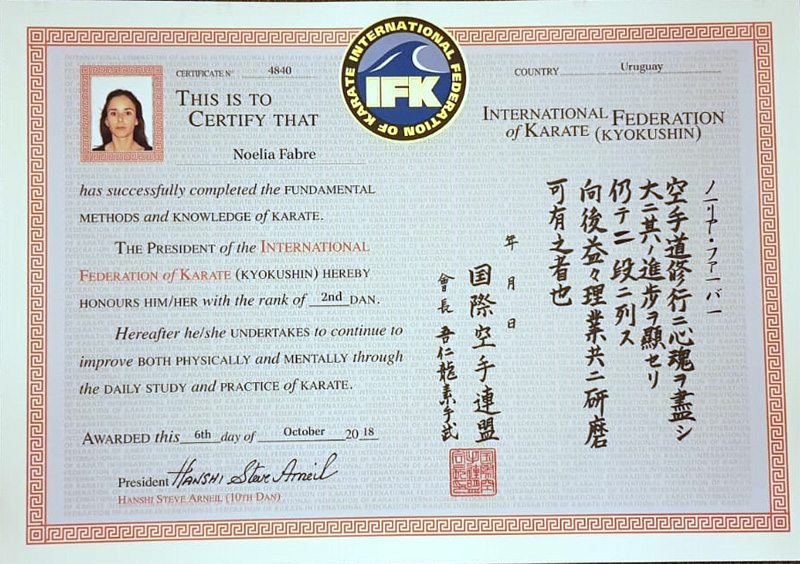 CERTIFICATE Nº 4840
INTERNATIONAL FEDERATION OF KARATE
IFK
COUNTRY Uruguay
THIS IS TO
CERTIFY THAT
Noelia Fabre
INTERNATIONAL FEDERATION
of KARATE (KYOKUSHIN)
has successfully completed the FUNDAMENTAL
METHODS and KNOWLEDGE of KARATE.
THE PRESIDENT of the INTERNATIONAL
FEDERATION of KARATE (KYOKUSHIN) HEREBY
HONOURS HIM/HER with the rank of 2nd DAN.
Hereafter he/she UNDERTAKES to continue to
improve BOTH PHYSICALLY and MENTALLY through
the DAILY STUDY and PRACTICE of KARATE.
AWARDED this 6th day of October 2018
President Hanshi Steve Arneil
HANSHI STEVE ARNEIL (10TH DAN)
ノーリア・ファーバー
空手道修行ニ心魂ヲ盡シ
大ニ其ノ進歩ヲ顯セリ
仍テ二段ニ列ス
向後益々理業共ニ研磨
可有之者也
年月日
国際空手連盟
會長 吾仁龍素手武